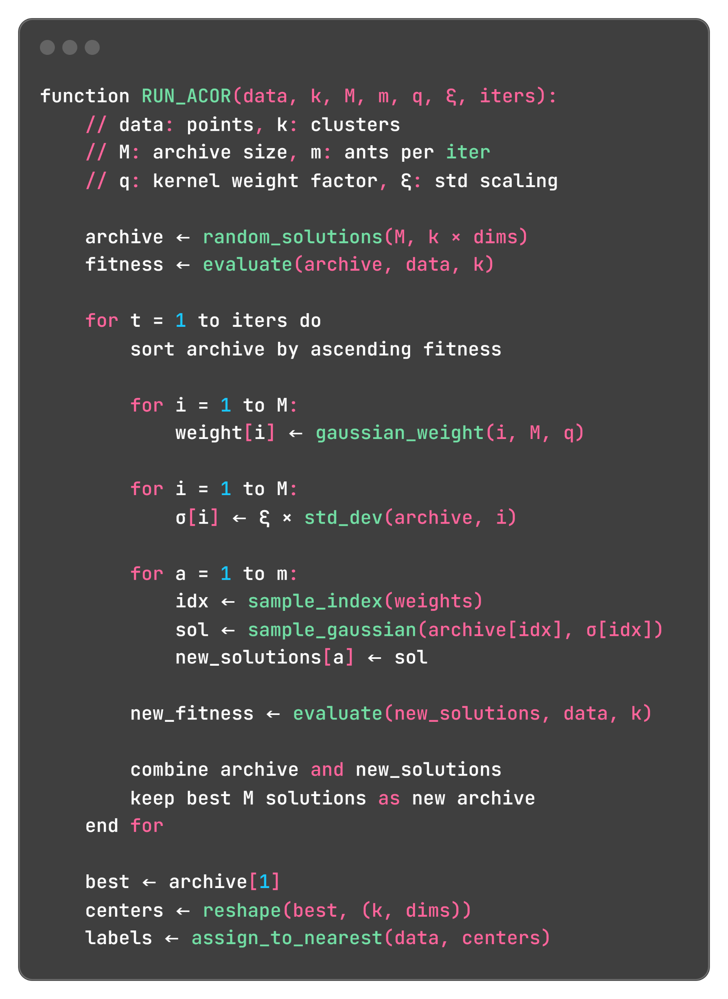 function RUN_ACOR(data, k, M, m, q, ξ, iters):
    // data: points, k: clusters
    // M: archive size, m: ants per iter
    // q: kernel weight factor, ξ: std scaling

    archive ← random_solutions(M, k × dims)
    fitness ← evaluate(archive, data, k)

    for t = 1 to iters do
        sort archive by ascending fitness

        for i = 1 to M:
            weight[i] ← gaussian_weight(i, M, q)

        for i = 1 to M:
            σ[i] ← ξ × std_dev(archive, i)

        for a = 1 to m:
            idx ← sample_index(weights)
            sol ← sample_gaussian(archive[idx], σ[idx])
            new_solutions[a] ← sol

        new_fitness ← evaluate(new_solutions, data, k)

        combine archive and new_solutions
        keep best M solutions as new archive
    end for

    best ← archive[1]
    centers ← reshape(best, (k, dims))
    labels ← assign_to_nearest(data, centers)